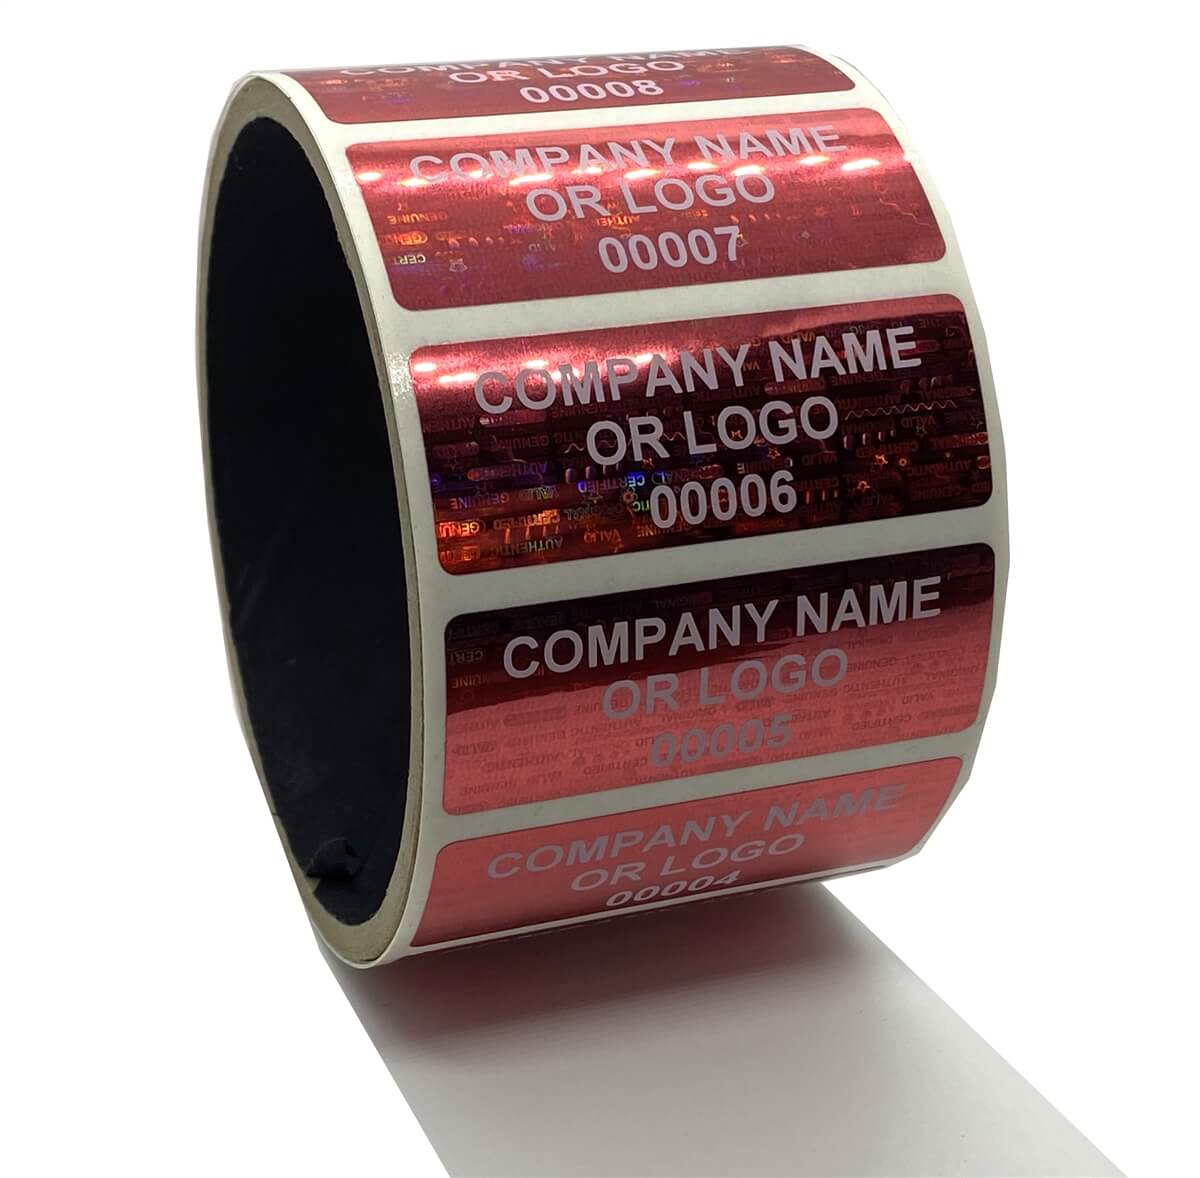 COMPANY NAME
OR LOGO
00008
COMPANY NAME
OR LOGO
00007
COMPANY NAME
OR LOGO
00006
COMPANY NAME
OR LOGO
00005
COMPANY NAME
OR LOGO
00004